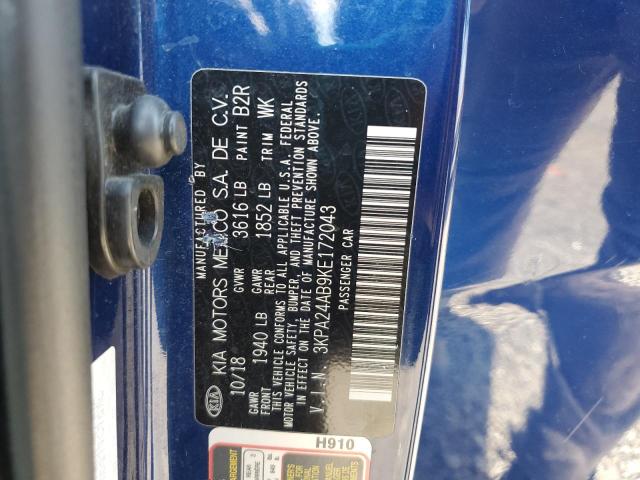 MANUFACTURED BY
KIA KIA MOTORS MEXICO S.A. DE C.V.
10/18 GVWR 3616 LB PAINT B2R
GAWR FRONT 1940 LB GAWR REAR 1852 LB TRIM WK
THIS VEHICLE CONFORMS TO ALL APPLICABLE U.S.A. FEDERAL
MOTOR VEHICLE SAFETY, BUMPER, AND THEFT PREVENTION STANDARDS
IN EFFECT ON THE DATE OF MANUFACTURE SHOWN ABOVE.
V.I.N 3KPA24AB9KE172043
PASSENGER CAR
H910